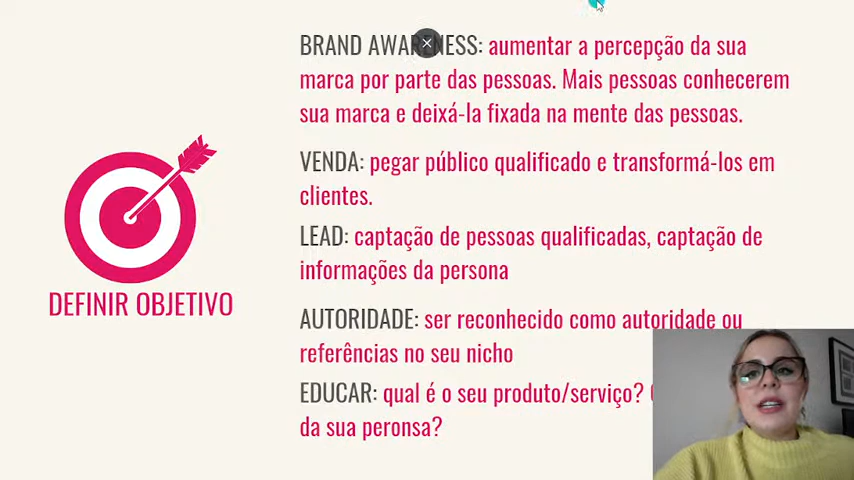 BRAND AWARENESS: aumentar a percepção da sua
marca por parte das pessoas. Mais pessoas conhecerem
sua marca e deixá-la fixada na mente das pessoas.
VENDA: pegar público qualificado e transformá-los em
clientes.
LEAD: captação de pessoas qualificadas, captação de
informações da persona
DEFINIR OBJETIVO
AUTORIDADE: ser reconhecido como autoridade ou
referências no seu nicho
EDUCAR: qual é o seu produto/serviço?
da sua peronsa?